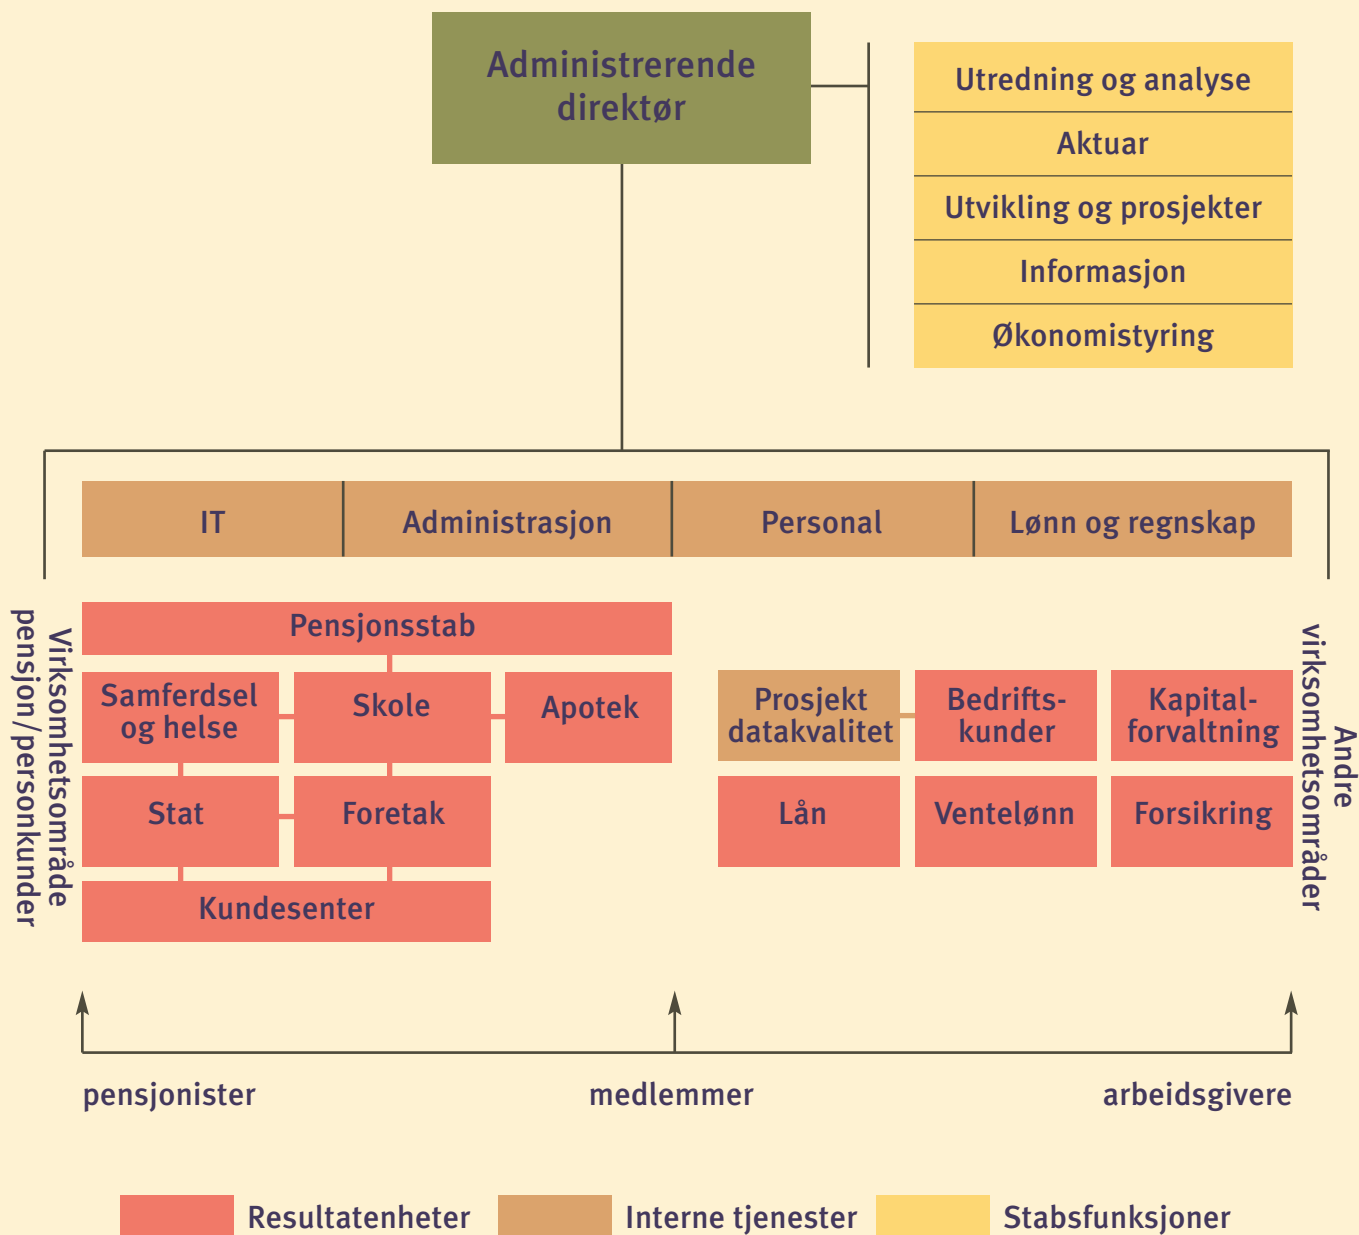 Administrerende
direktør
Utredning og analyse
Aktuar
Utvikling og prosjekter
Informasjon
Økonomistyring
IT
Administrasjon
Personal
Lønn og regnskap
Virksomhetsområde
pensjon/personkunder
Pensjonsstab
Samferdsel
og helse
Skole
Apotek
Stat
Foretak
Kundesenter
Prosjekt
datakvalitet
Bedrifts-
kunder
Kapital-
forvaltning
Lån
Ventelønn
Forsikring
Andre
virksomhetsområder
pensjonister
medlemmer
arbeidsgivere
Resultatenheter
Interne tjenester
Stabsfunksjoner